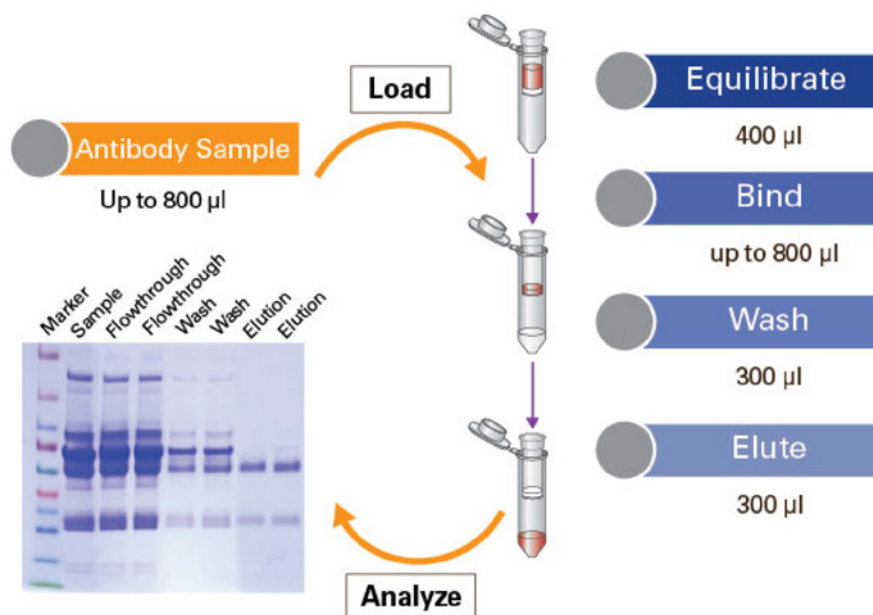 Load
Antibody Sample
Up to 800 µl
Marker
Sample
Flowthrough
Flowthrough
Wash
Wash
Elution
Elution
Analyze
Equilibrate
400 µl
Bind
up to 800 µl
Wash
300 µl
Elute
300 µl